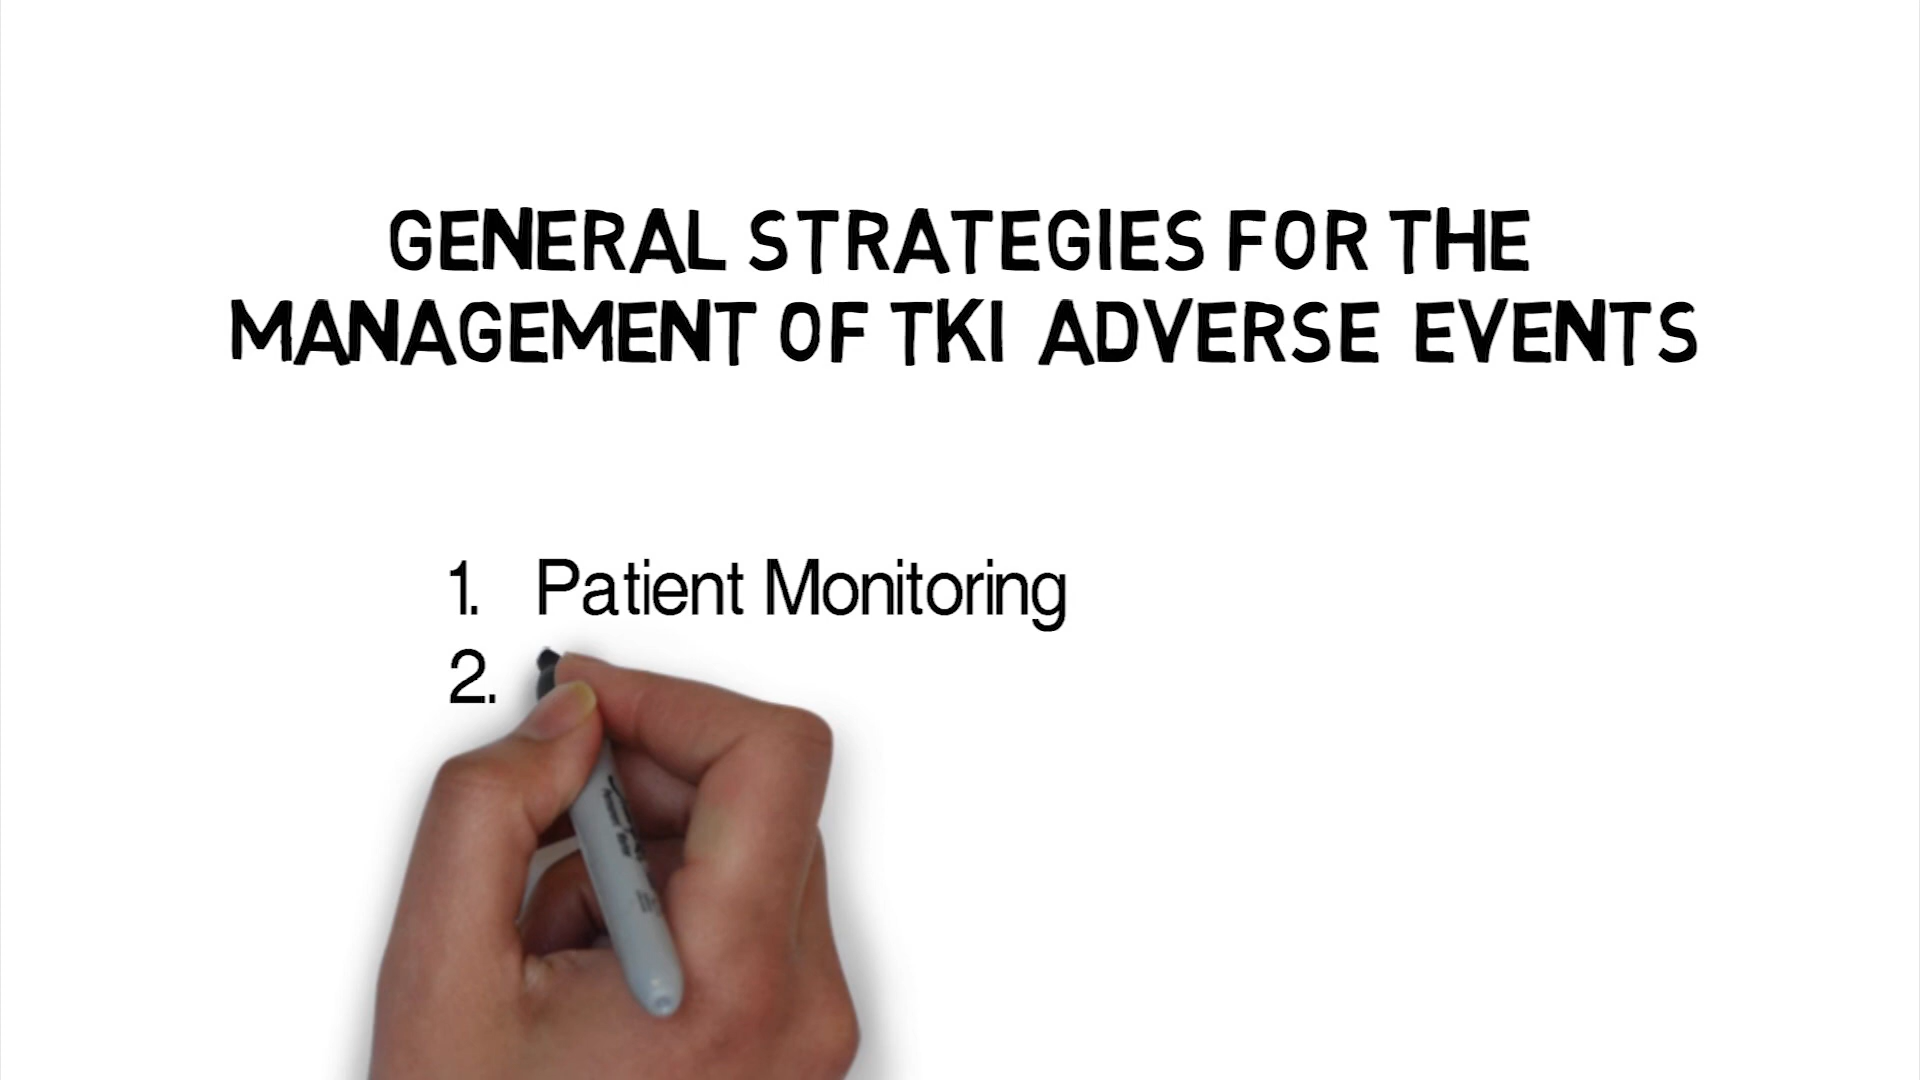 GENERAL STRATEGIES FOR THE
MANAGEMENT OF TKI ADVERSE EVENTS
1. Patient Monitoring
2.